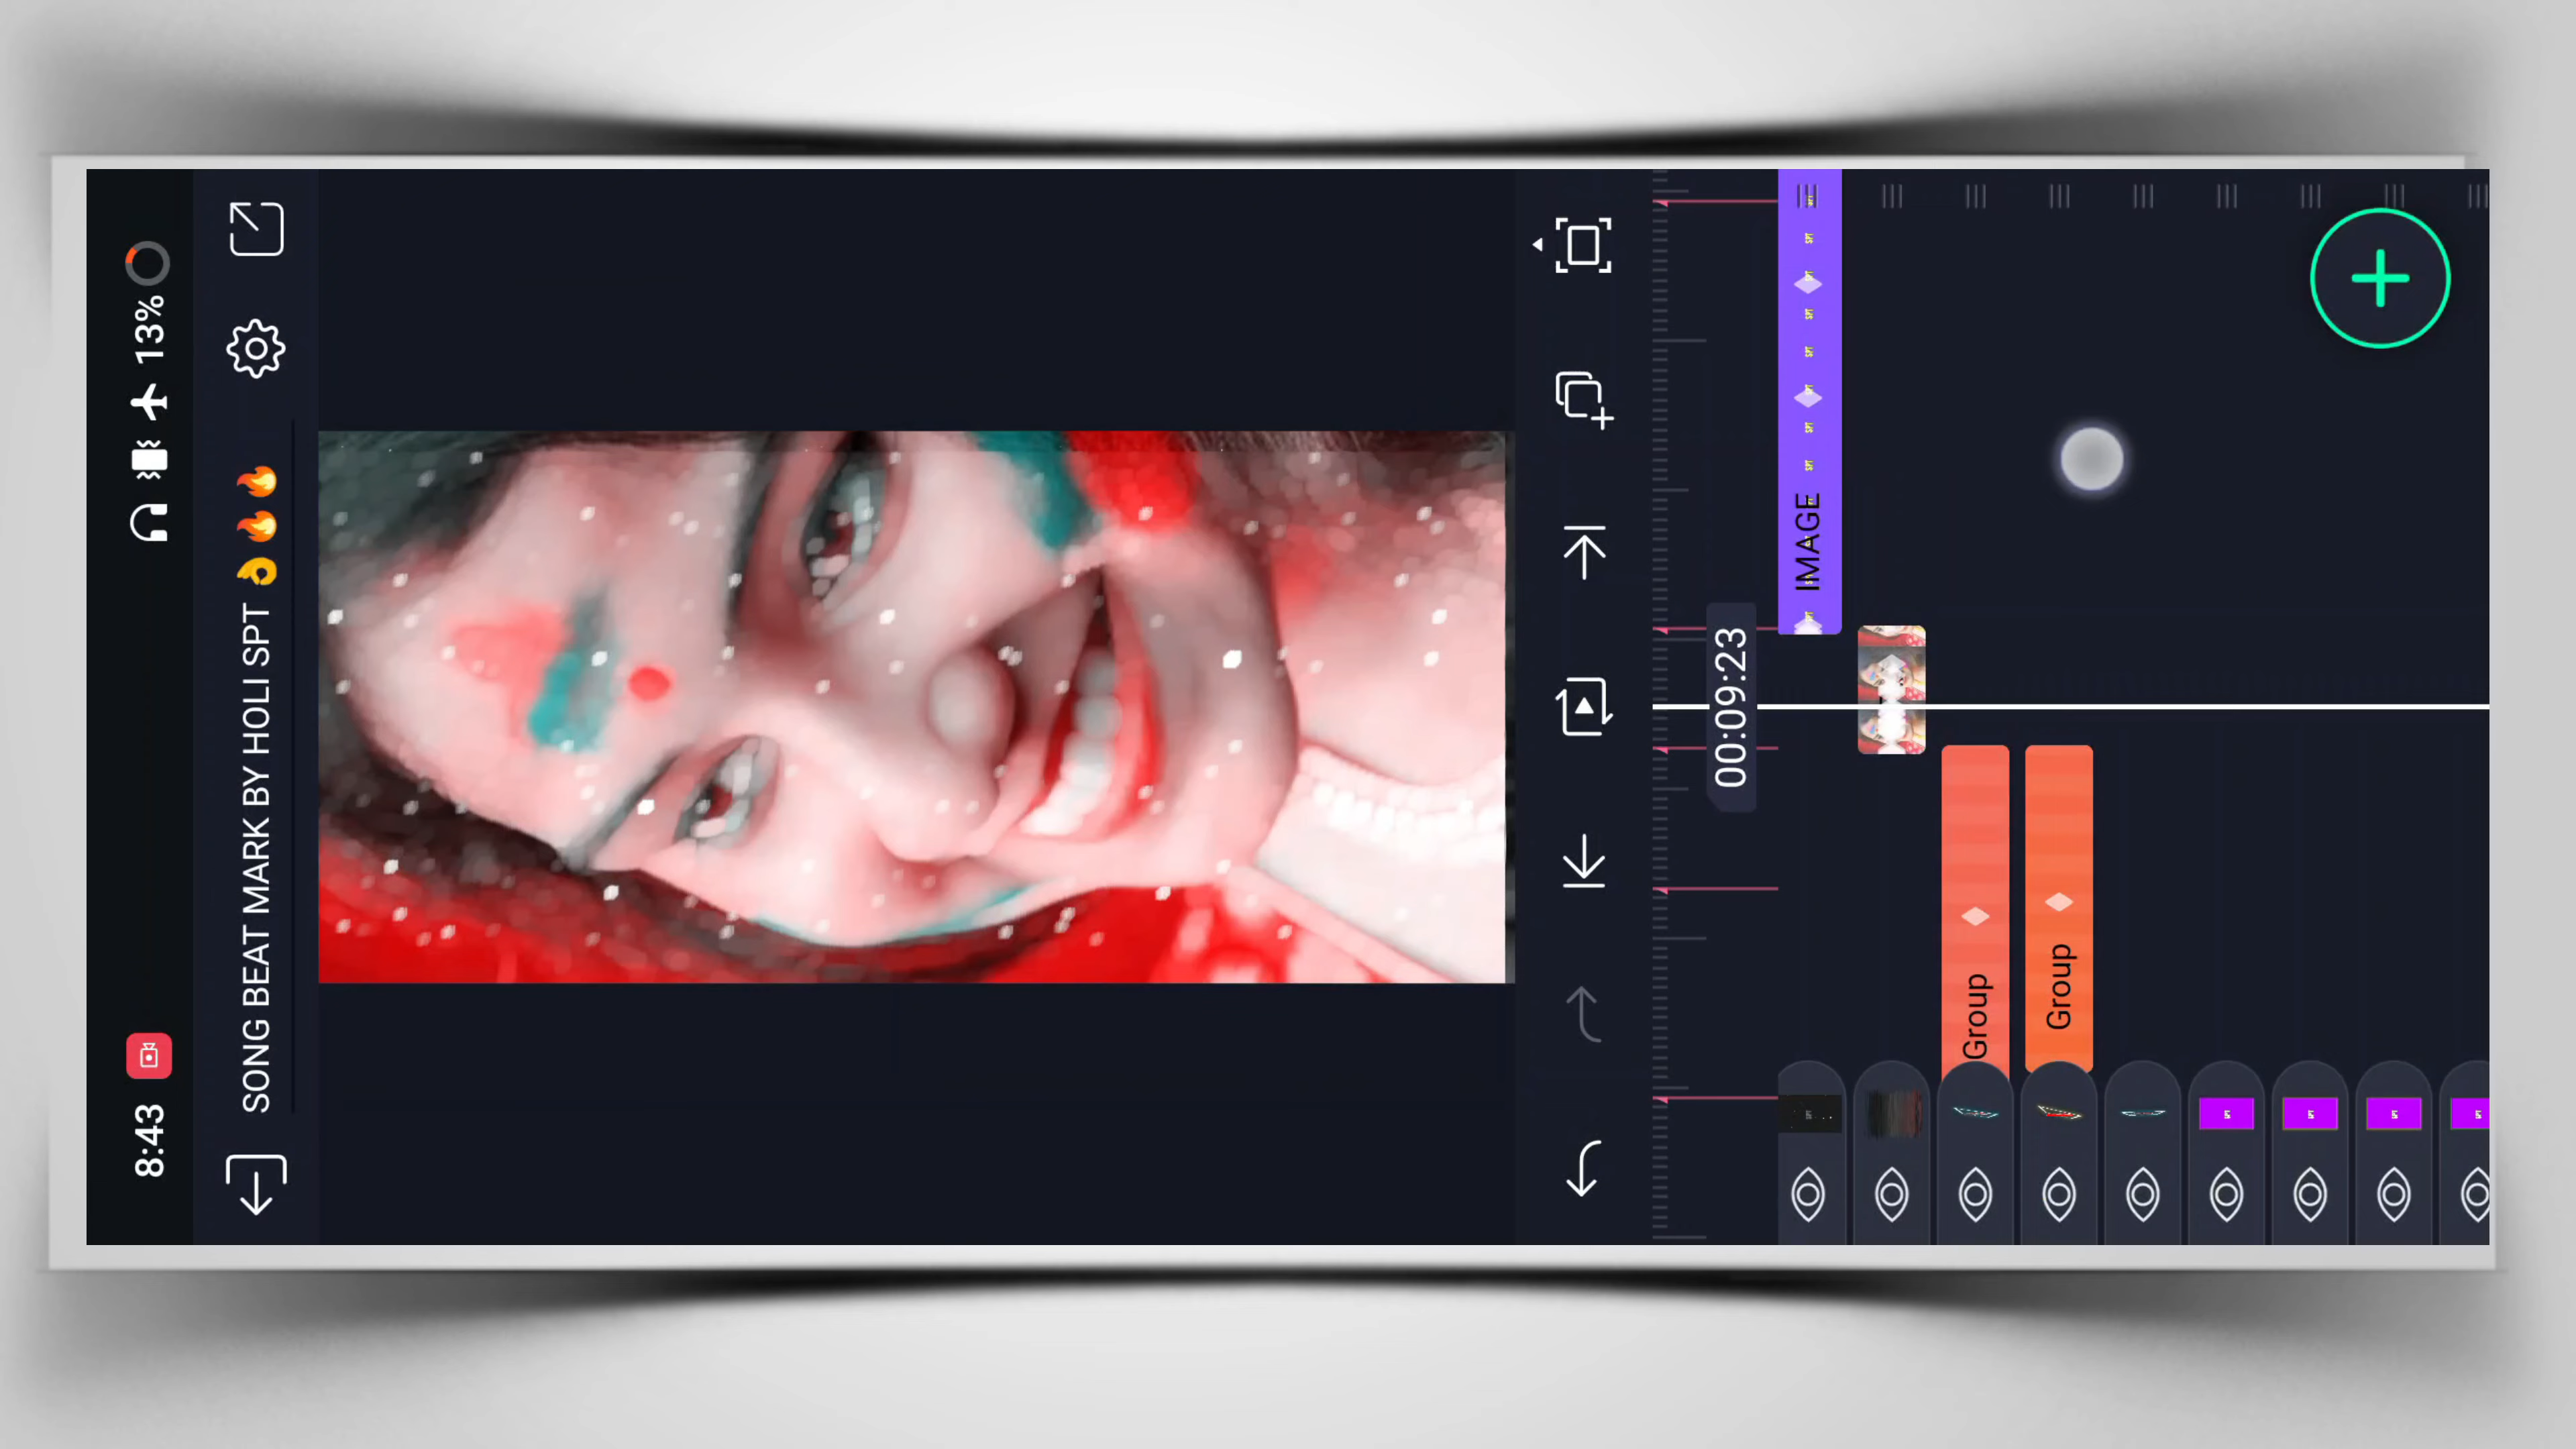 8:43
13%
SONG BEAT MARK BY HOLI SPT 👌🔥🔥
00:09:23
IMAGE
Group
Group